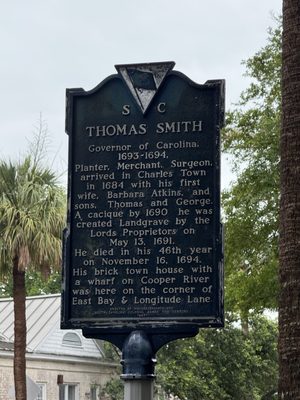 S C
THOMAS SMITH
Governor of Carolina,
1693-1694.
Planter, Merchant, Surgeon,
arrived in Charles Town
in 1684 with his first
wife, Barbara Atkins, and
sons, Thomas and George.
A cacique by 1690 he was
created Landgrave by the
Lords Proprietors on
May 13, 1691.
He died in his 46th year
on November 16, 1694.
His brick town house with
a wharf on Cooper River
was here on the corner of
East Bay & Longitude Lane.